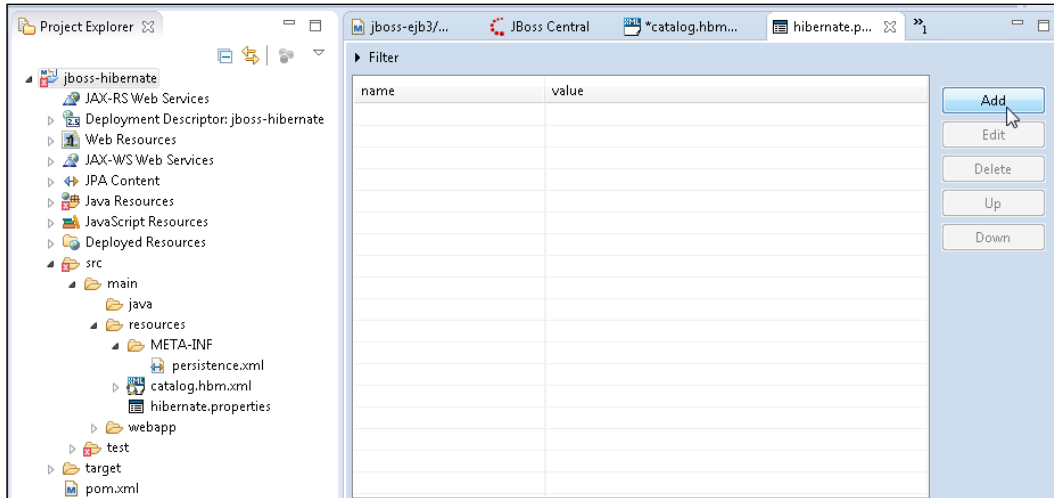 Project Explorer
jboss-hibernate
JAX-RS Web Services
Deployment Descriptor: jboss-hibernate
Web Resources
JAX-WS Web Services
JPA Content
Java Resources
JavaScript Resources
Deployed Resources
src
main
java
resources
META-INF
persistence.xml
catalog.hbm.xml
hibernate.properties
webapp
test
target
pom.xml
jboss-ejb3/... JBoss Central *catalog.hbm... hibernate.p... »1
Filter
name value
Add
Edit
Delete
Up
Down